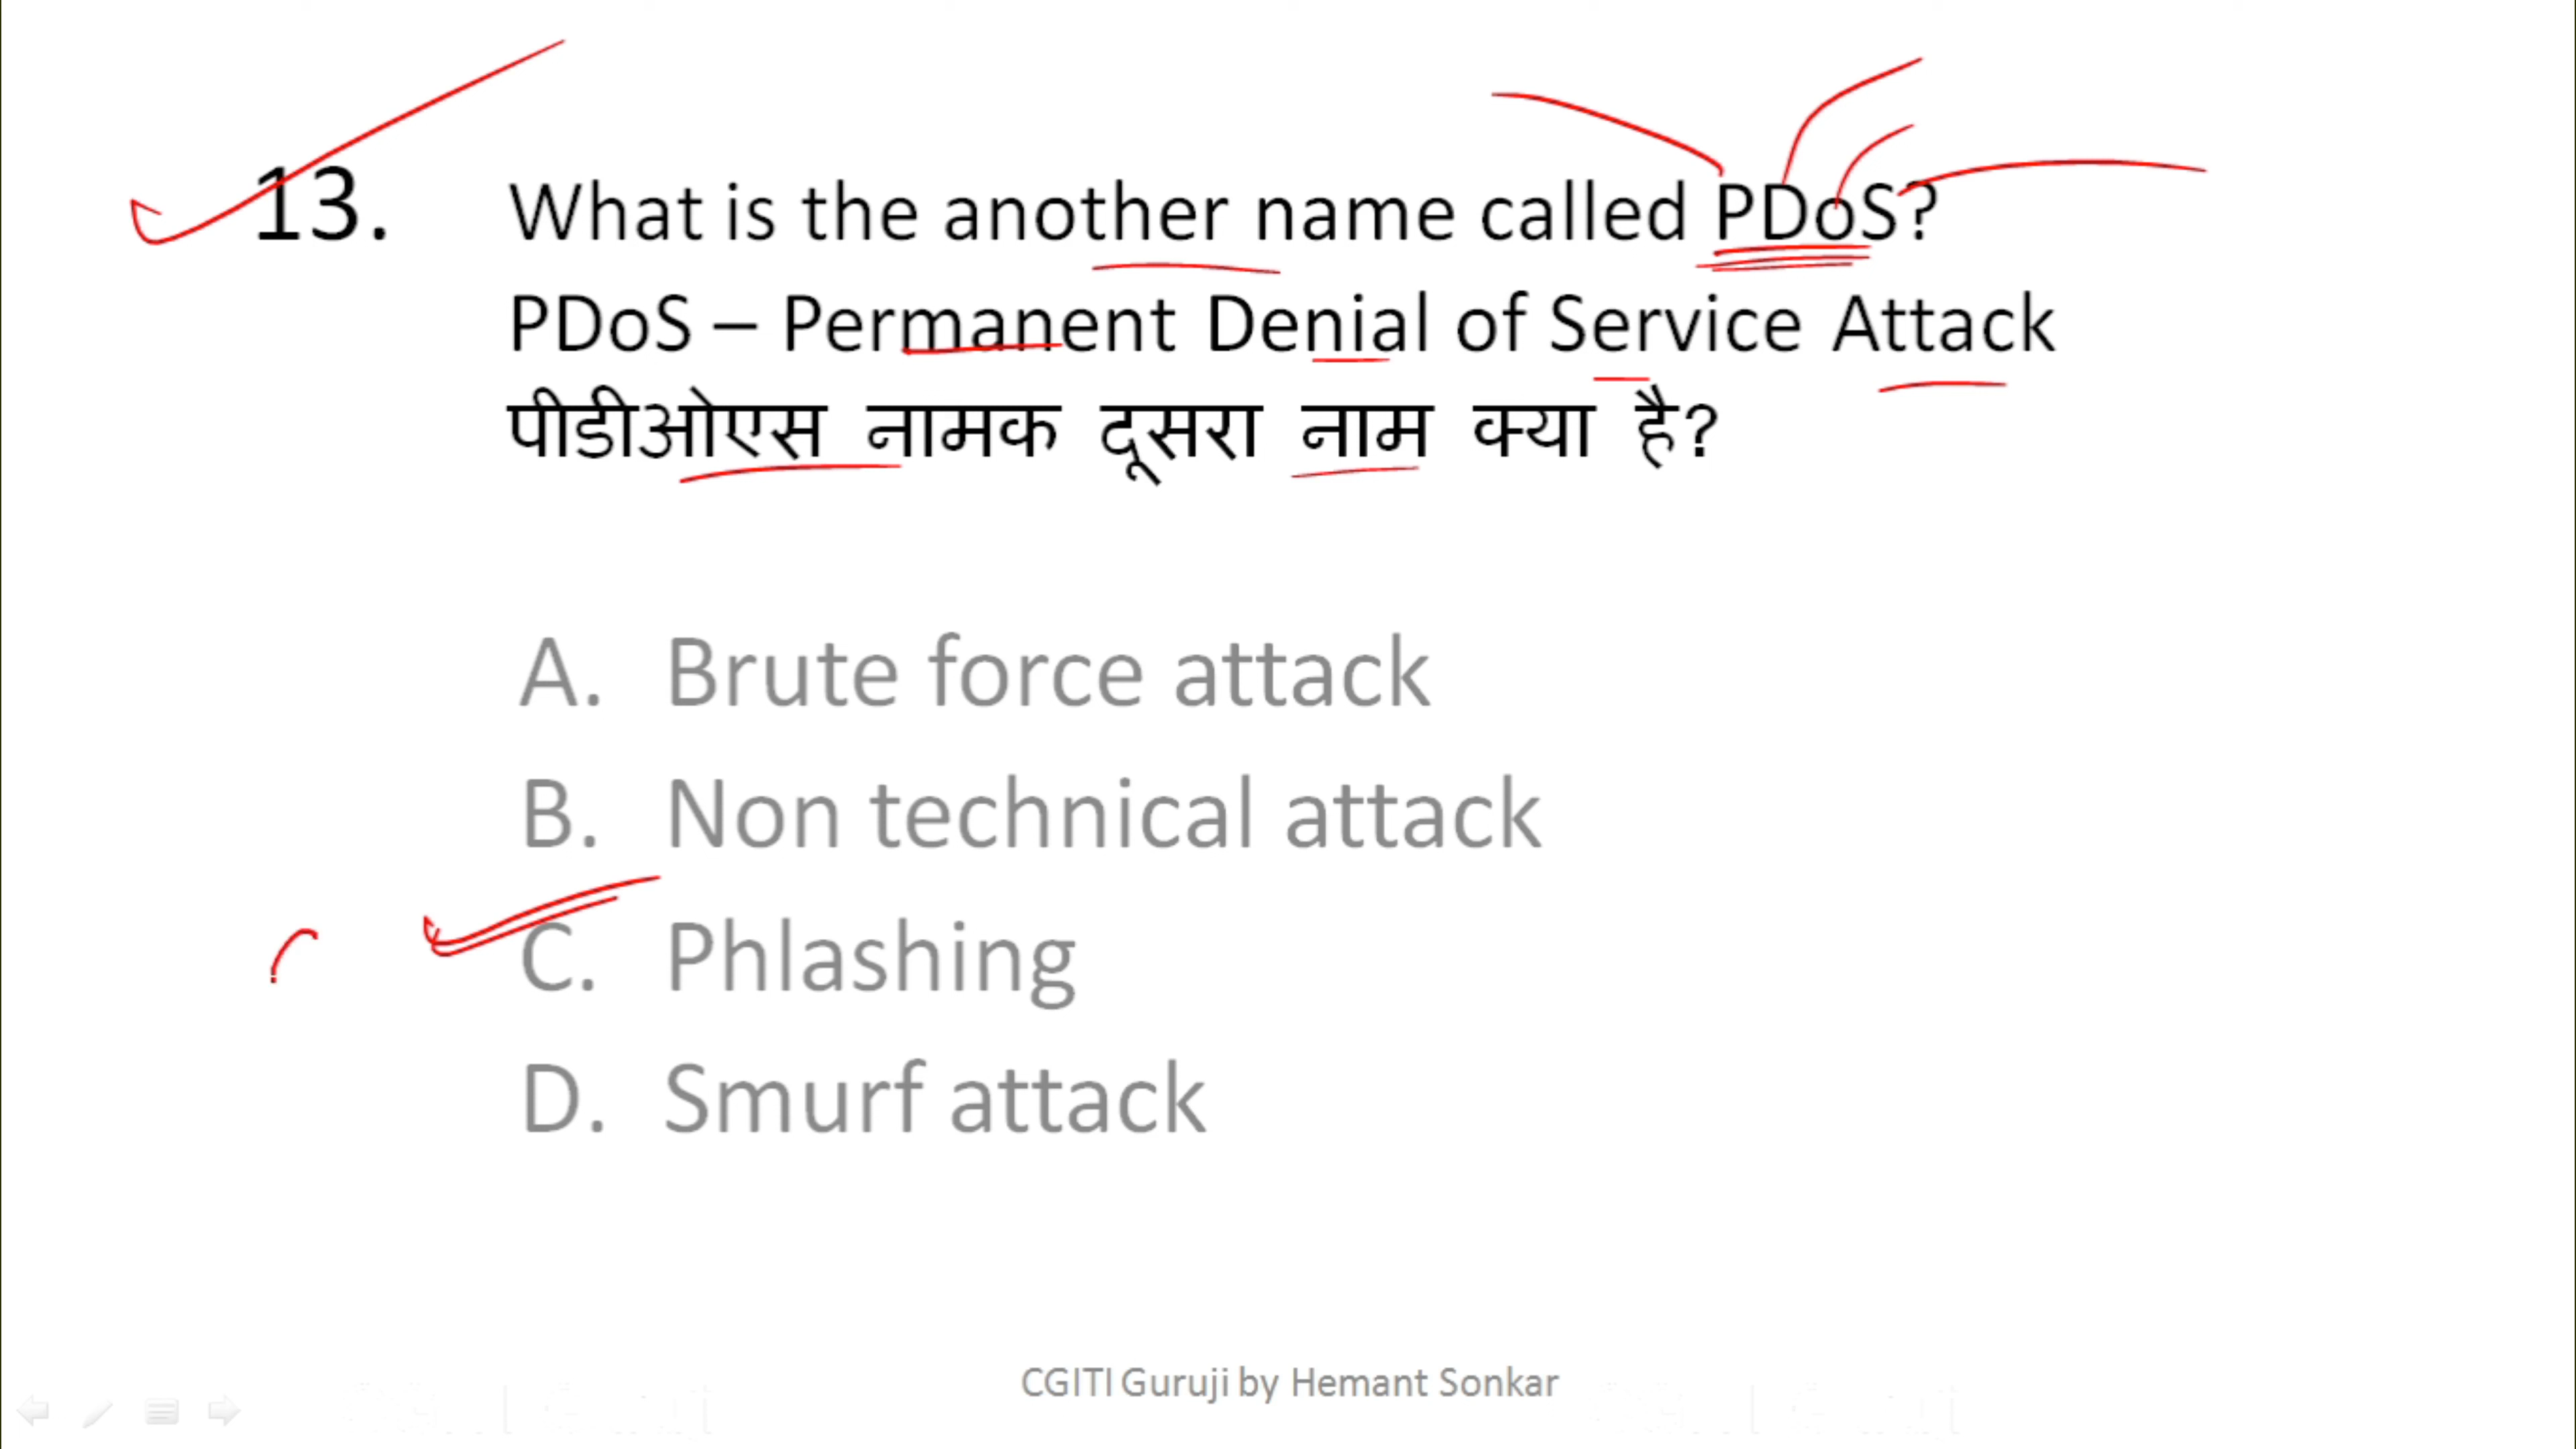 13. What is the another name called PDoS?
PDoS – Permanent Denial of Service Attack
पीडीओएस नामक दूसरा नाम क्या है?
A. Brute force attack
B. Non technical attack
C. Phlashing
D. Smurf attack
CGITI Guruji by Hemant Sonkar